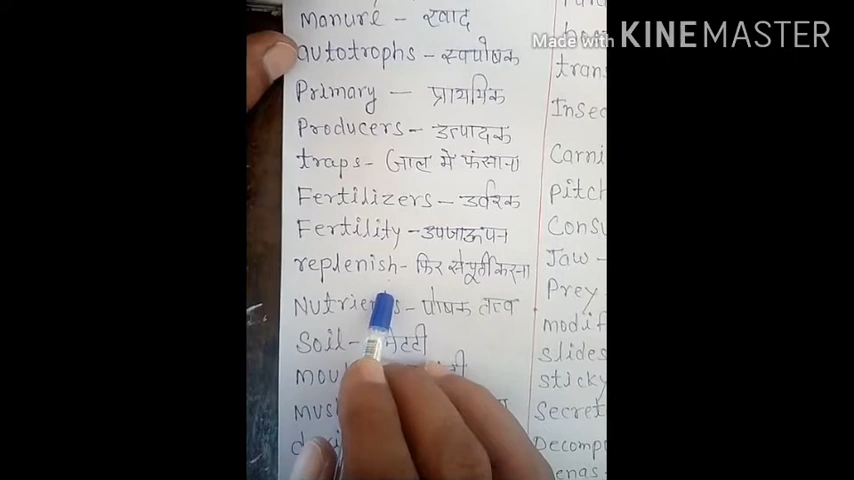 Made with KINEMASTER
Manure - खाद
autotrophs - स्वपोषक
Primary - प्राथमिक
Producers - उत्पादक
traps - जाल में फंसाना
Fertilizers - उर्वरक
Fertility - उपजाऊपन
replenish - फिर से पूर्ती करना
Nutrients - पोषक तत्व
Soil -
trans
Insec
Carni
Pitch
Consu
Jaw -
Prey -
modif
slides
sticky
Secret
Decomp